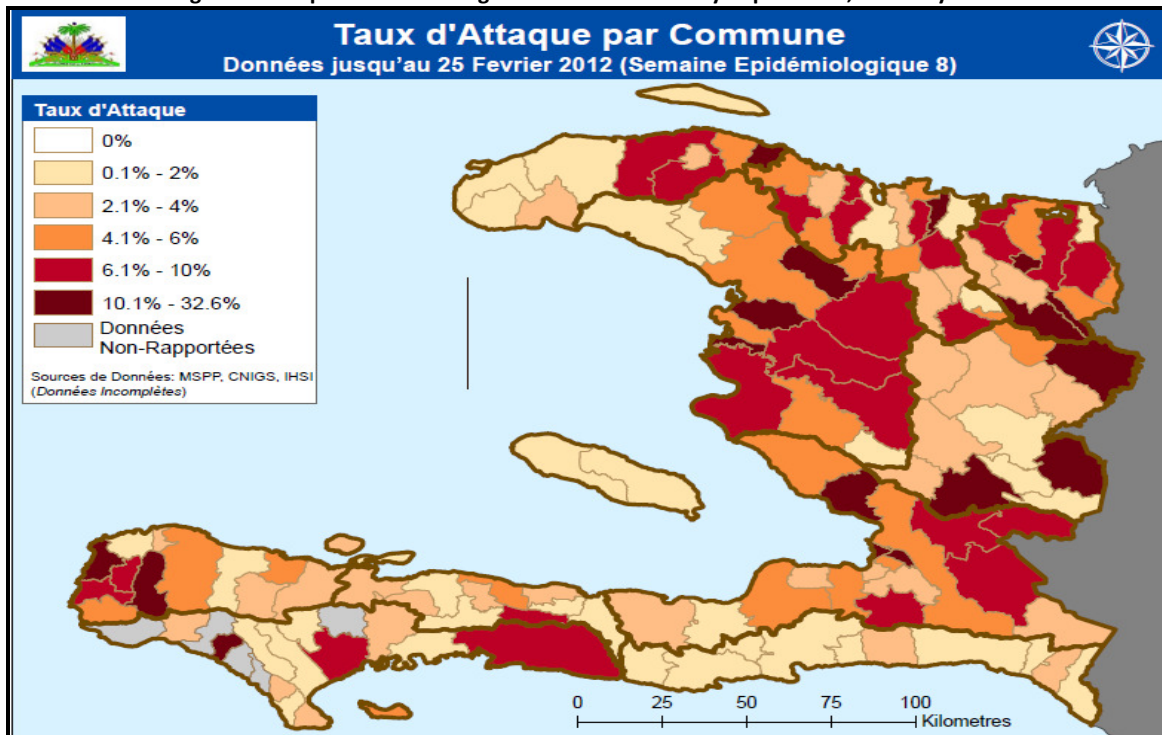 Taux d'Attaque par Commune
Données jusqu'au 25 Fevrier 2012 (Semaine Epidémiologique 8)
Taux d'Attaque
0%
0.1% - 2%
2.1% - 4%
4.1% - 6%
6.1% - 10%
10.1% - 32.6%
Données
Non-Rapportées
Sources de Données: MSPP, CNIGS, IHSI
(Données Incomplètes)
0 25 50 75 100
Kilometres